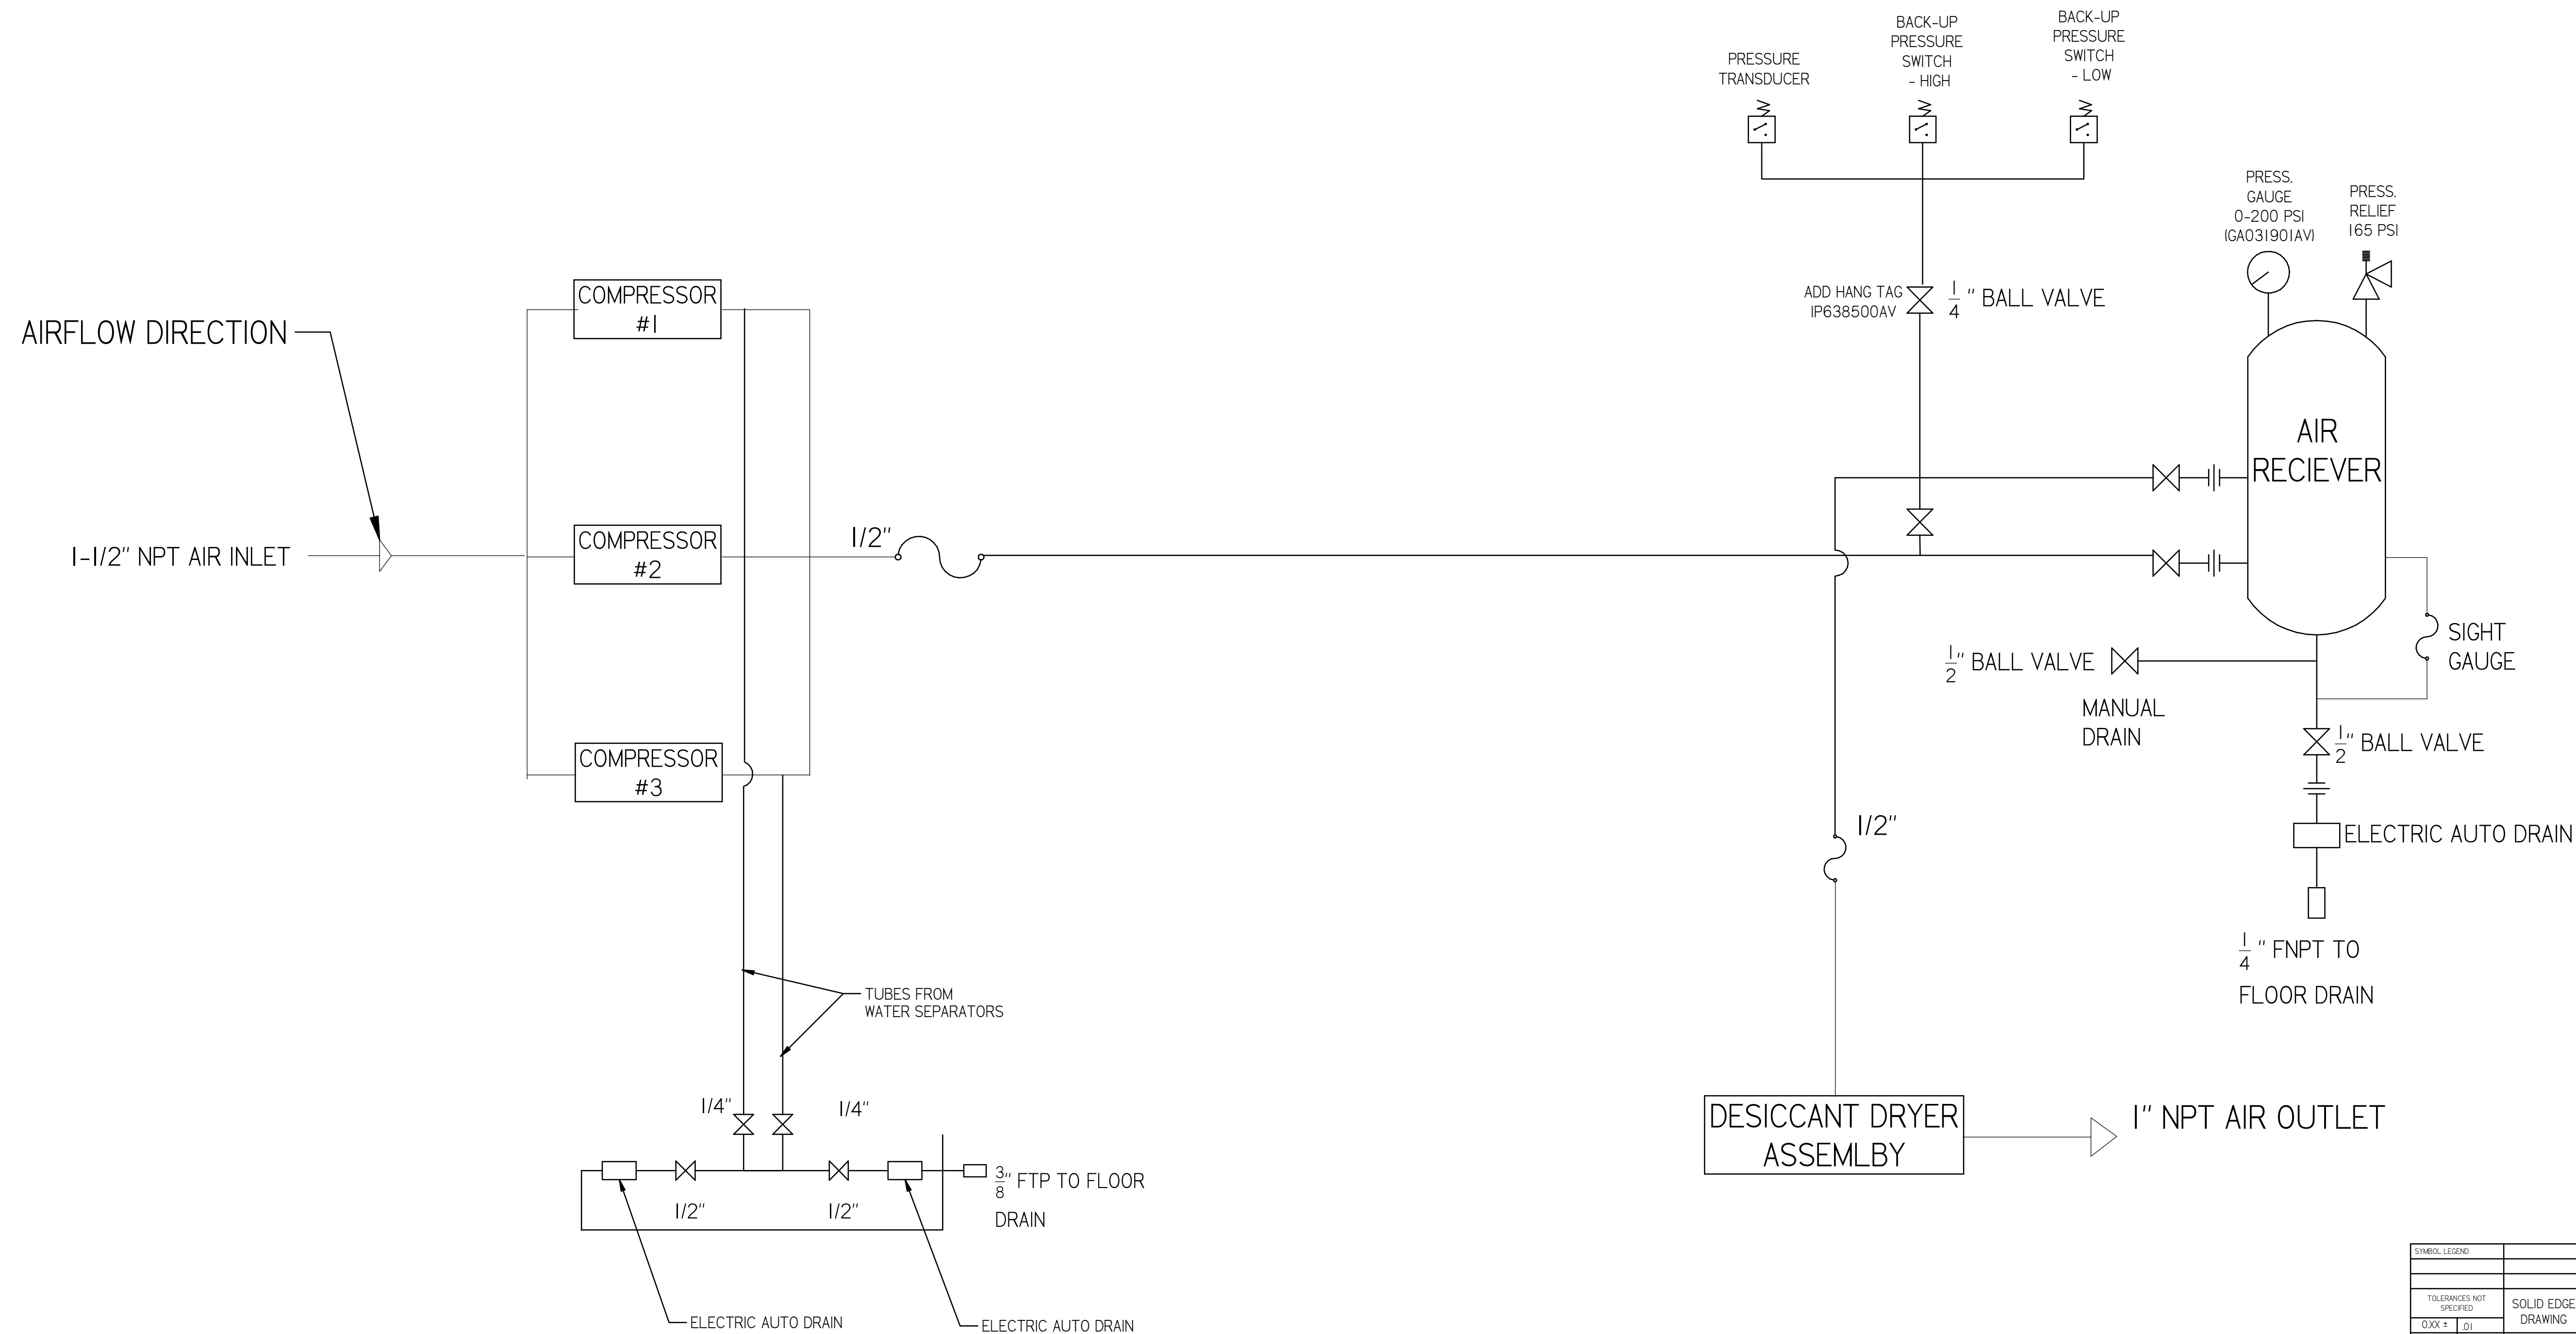 PRESSURE
TRANSDUCER
BACK-UP
PRESSURE
SWITCH
- HIGH
BACK-UP
PRESSURE
SWITCH
- LOW
PRESS.
GAUGE
0-200 PSI
(GA031901AV)
PRESS.
RELIEF
165 PSI
ADD HANG TAG
IP638500AV
1/4 " BALL VALVE
AIRFLOW DIRECTION
COMPRESSOR
#1
1-1/2" NPT AIR INLET
COMPRESSOR
#2
1/2"
COMPRESSOR
#3
AIR
RECIEVER
SIGHT
GAUGE
1/2" BALL VALVE
MANUAL
DRAIN
1/2" BALL VALVE
1/2"
ELECTRIC AUTO DRAIN
1/4 " FNPT TO
FLOOR DRAIN
TUBES FROM
WATER SEPARATORS
1/4"
1/4"
1/2"
1/2"
3/8" FTP TO FLOOR
DRAIN
ELECTRIC AUTO DRAIN
ELECTRIC AUTO DRAIN
DESICCANT DRYER
ASSEMLBY
1" NPT AIR OUTLET
SYMBOL LEGEND
TOLERANCES NOT
SPECIFIED
0.XX ± .01
SOLID EDGE
DRAWING